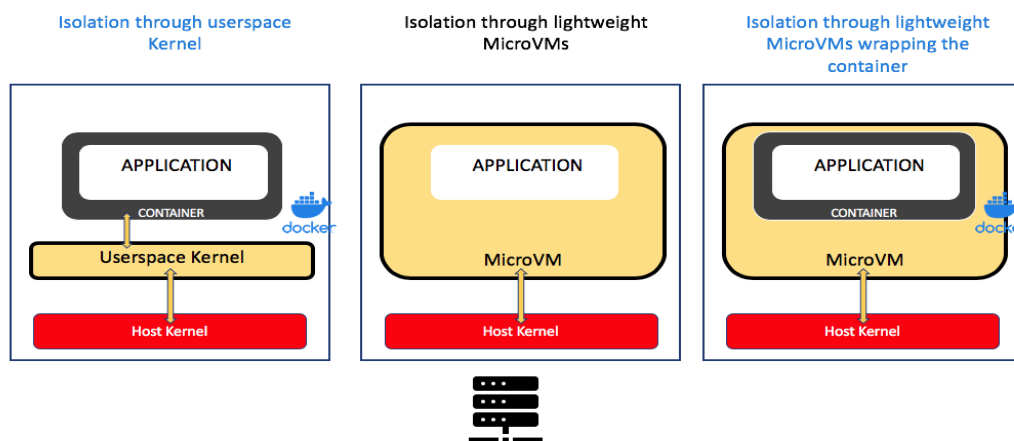 Isolation through userspace
Kernel
APPLICATION
CONTAINER
docker
Userspace Kernel
Host Kernel
Isolation through lightweight
MicroVMs
APPLICATION
MicroVM
Host Kernel
Isolation through lightweight
MicroVMs wrapping the
container
APPLICATION
CONTAINER
docker
MicroVM
Host Kernel